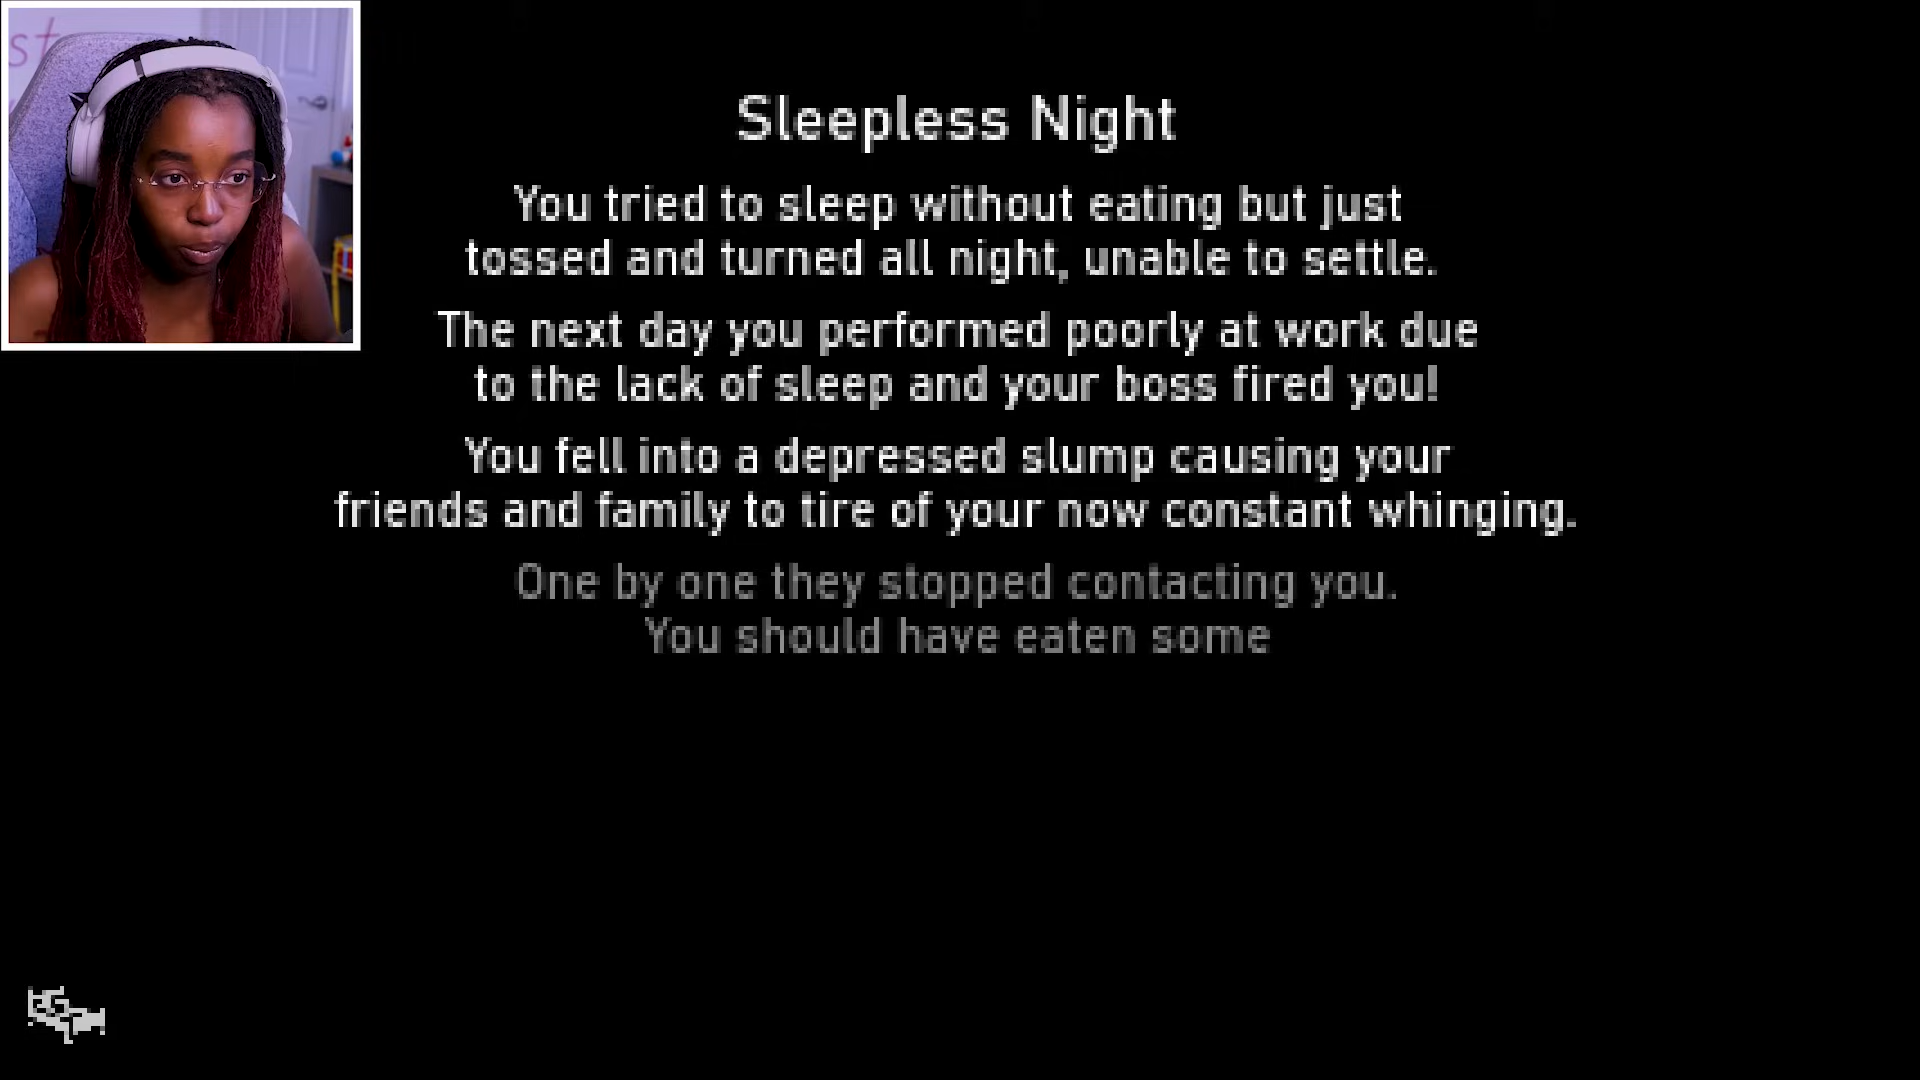 st
Sleepless Night
You tried to sleep without eating but just
tossed and turned all night, unable to settle.
The next day you performed poorly at work due
to the lack of sleep and your boss fired you!
You fell into a depressed slump causing your
friends and family to tire of your now constant whinging.
One by one they stopped contacting you.
You should have eaten some